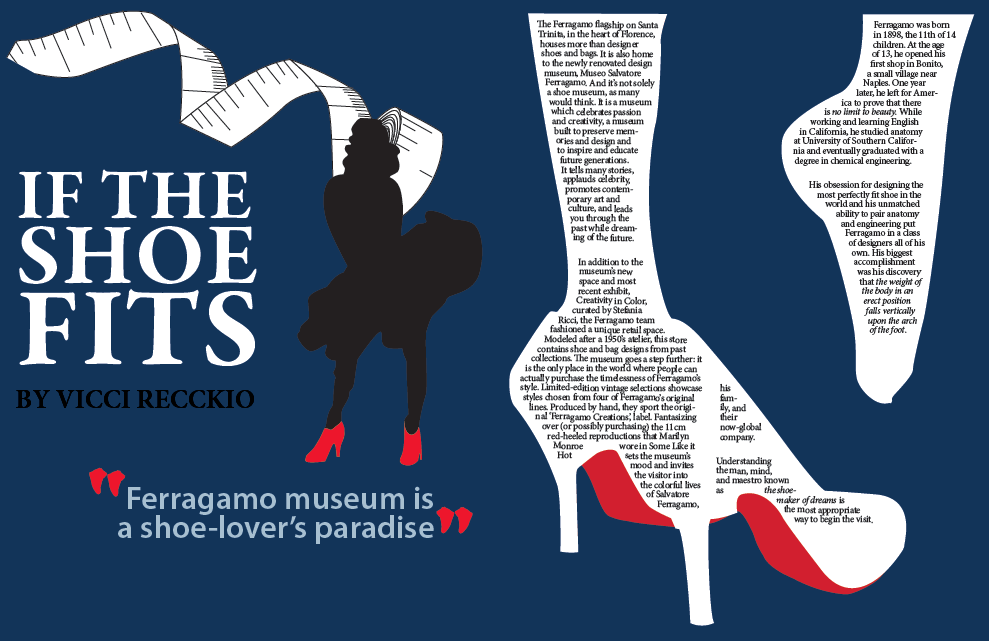 IF THE
SHOE
FITS
BY VICCI RECCKIO
"Ferragamo museum is
a shoe-lover's paradise"
The Ferragamo flagship on Santa
Trinita, in the heart of Florence,
houses more than designer
shoes and bags. It is also home
to the newly renovated design
museum, Museo Salvatore
Ferragamo. And it's not solely
a shoe museum, as many
would think. It is a museum
which celebrates passion
and creativity, a museum
built to preserve mem-
ories and design and
to inspire and educate
future generations.
It tells many stories,
applauds celebrity,
promotes contem-
porary art and
culture, and leads
you through the
past while dream-
ing of the future.
In addition to the
museum's new
space and most
recent exhibit,
Creativity in Color,
curated by Stefania
Ricci, the Ferragamo team
fashioned a unique retail space.
Modeled after a 1950's atelier, this store
contains shoe and bag designs from past
collections. The museum goes a step further: it
is the only place in the world where people can
actually purchase the timelessness of Ferragamo's
style. Limited-edition vintage selections showcase
styles chosen from four of Ferragamo's original
lines. Produced by hand, they sport the origi-
nal 'Ferragamo Creations', label. Fantasizing
over (or possibly purchasing) the 11cm
red-heeled reproductions that Marilyn
Monroe wore in Some Like it
Hot sets the museum's
mood and invites
the visitor into
the colorful lives
of Salvatore
Ferragamo,
his
fam-
ily, and
their
now-global
company.
Understanding
the man, mind,
and maestro known
as the shoe-
maker of dreams is
the most appropriate
way to begin the visit.
Ferragamo was born
in 1898, the 11th of 14
children. At the age
of 13, he opened his
first shop in Bonito,
a small village near
Naples. One year
later, he left for Amer-
ica to prove that there
is no limit to beauty. While
working and learning English
in California, he studied anatomy
at University of Southern Califor-
nia and eventually graduated with a
degree in chemical engineering.
His obsession for designing the
most perfectly fit shoe in the
world and his unmatched
ability to pair anatomy
and engineering put
Ferragamo in a class
of designers all of his
own. His biggest
accomplishment
was his discovery
that the weight of
the body in an
erect position
falls vertically
upon the arch
of the foot.